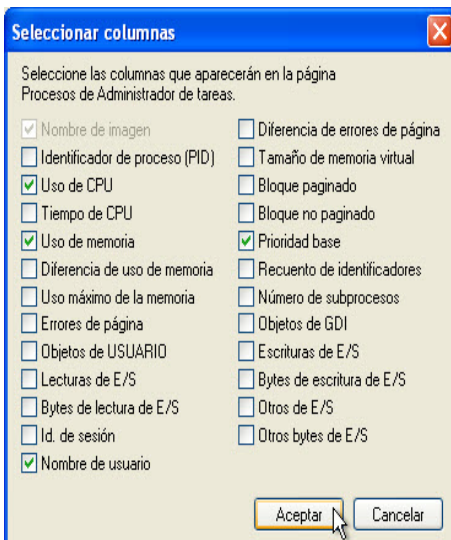 Seleccionar columnas
Seleccione las columnas que aparecerán en la página
Procesos de Administrador de tareas.
Nombre de imagen
Identificador de proceso (PID)
Uso de CPU
Tiempo de CPU
Uso de memoria
Diferencia de uso de memoria
Uso máximo de la memoria
Errores de página
Objetos de USUARIO
Lecturas de E/S
Bytes de lectura de E/S
Id. de sesión
Nombre de usuario
Diferencia de errores de página
Tamaño de memoria virtual
Bloque paginado
Bloque no paginado
Prioridad base
Recuento de identificadores
Número de subprocesos
Objetos de GDI
Escrituras de E/S
Bytes de escritura de E/S
Otros de E/S
Otros bytes de E/S
Aceptar
Cancelar